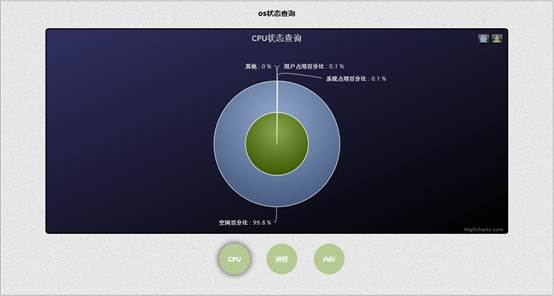 os状态查询
CPU状态查询
其他 : 0 %
用户占用百分比 : 0.1 %
系统占用百分比 : 0.1 %
空闲百分比 : 99.8 %
Highcharts.com
CPU
进程
内存